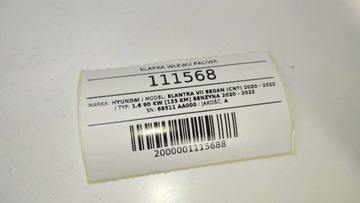 KLAPKA WLEWU PALIWA
111568
MARKA: HYUNDAI / MODEL: ELANTRA VII SEDAN (CN7) 2020 - 2022
/ TYP: 1.6 90 KW [123 KM] BENZYNA 2020 - 2022
SN: 69511 AA000 / JAKOŚĆ: A
2000001115688